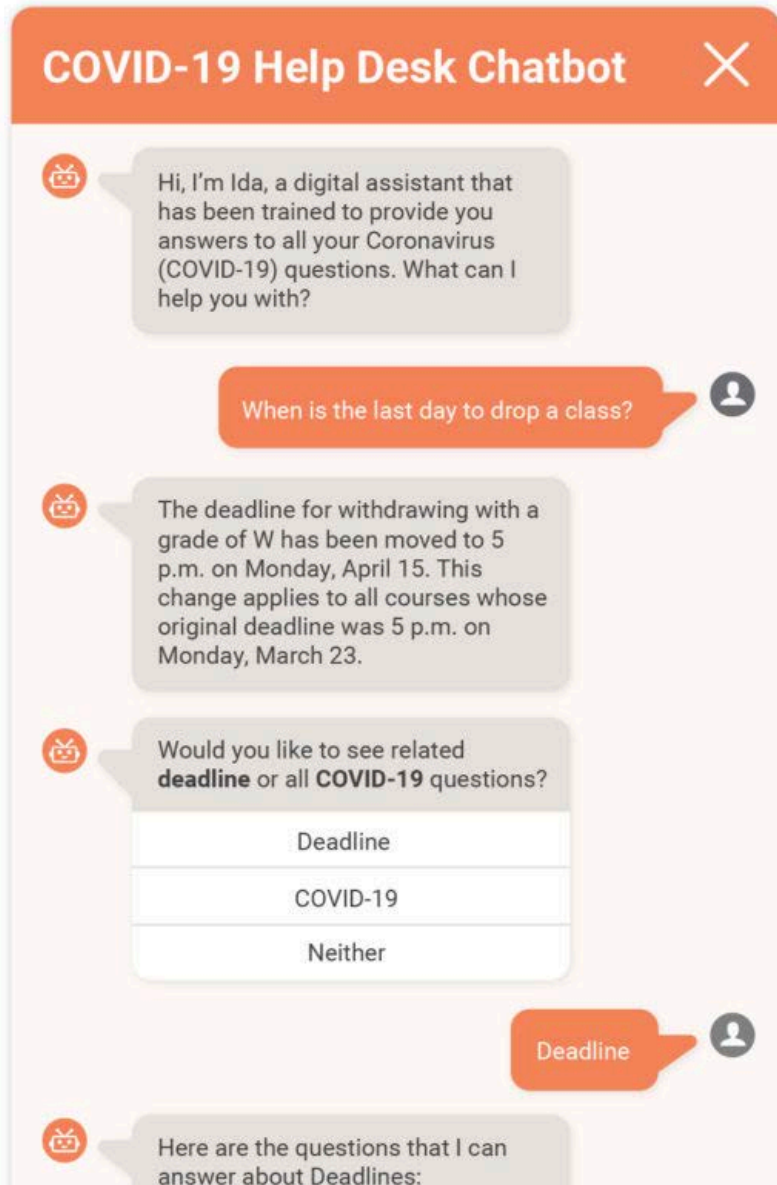 COVID-19 Help Desk Chatbot
Hi, I'm Ida, a digital assistant that
has been trained to provide you
answers to all your Coronavirus
(COVID-19) questions. What can I
help you with?
When is the last day to drop a class?
The deadline for withdrawing with a
grade of W has been moved to 5
p.m. on Monday, April 15. This
change applies to all courses whose
original deadline was 5 p.m. on
Monday, March 23.
Would you like to see related
deadline or all COVID-19 questions?
Deadline
COVID-19
Neither
Deadline
Here are the questions that I can
answer about Deadlines: